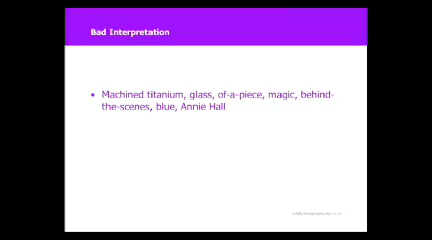 Bad Interpretation
• Machined titanium, glass, of-a-piece, magic, behind-
the-scenes, blue, Annie Hall